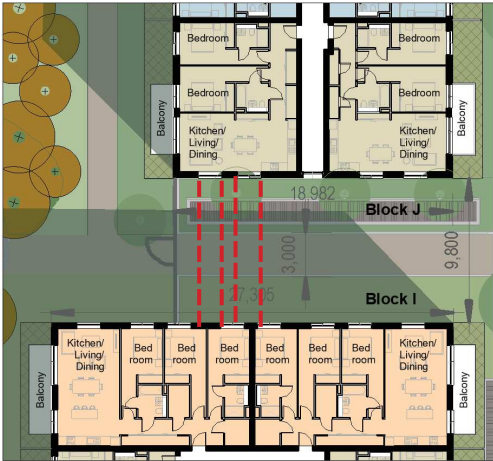 Bedroom
Bedroom
Bedroom
Bedroom
Balcony
Kitchen/
Living/
Dining
Kitchen/
Living/
Dining
Balcony
18,982
Block J
3,000
9,800
27,305
Block I
Balcony
Kitchen/
Living/
Dining
Bed
room
Bed
room
Bed
room
Bed
room
Bed
room
Bed
room
Kitchen/
Living/
Dining
Balcony